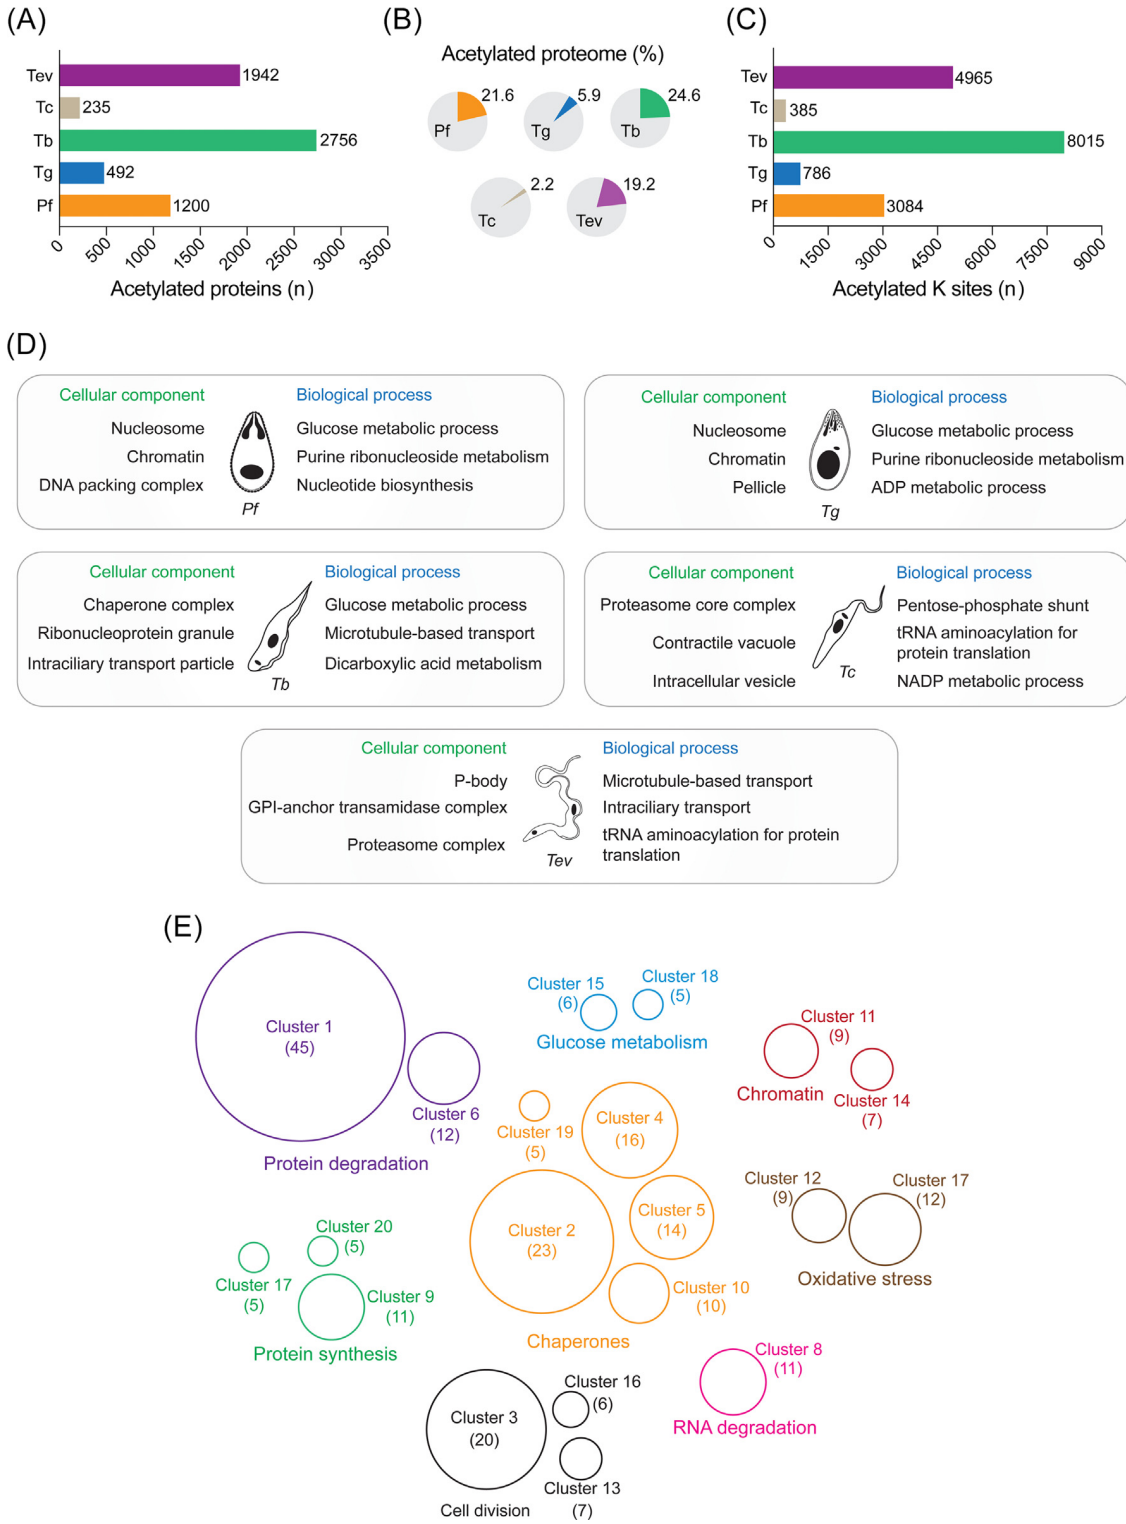 (A)
Tev
1942
Tc
235
Tb
2756
Tg
492
Pf
1200
0
500
1000
1500
2000
2500
3000
3500
Acetylated proteins (n)
(B)
Acetylated proteome (%)
21.6
Pf
5.9
Tg
24.6
Tb
2.2
Tc
19.2
Tev
(C)
Tev
4965
Tc
385
Tb
8015
Tg
786
Pf
3084
0
1500
3000
4500
6000
7500
9000
Acetylated K sites (n)
(D)
Cellular component
Nucleosome
Chromatin
DNA packing complex
Pf
Biological process
Glucose metabolic process
Purine ribonucleoside metabolism
Nucleotide biosynthesis
Cellular component
Nucleosome
Chromatin
Pellicle
Tg
Biological process
Glucose metabolic process
Purine ribonucleoside metabolism
ADP metabolic process
Cellular component
Chaperone complex
Ribonucleoprotein granule
Intraciliary transport particle
Tb
Biological process
Glucose metabolic process
Microtubule-based transport
Dicarboxylic acid metabolism
Cellular component
Proteasome core complex
Contractile vacuole
Intracellular vesicle
Tc
Biological process
Pentose-phosphate shunt
tRNA aminoacylation for
protein translation
NADP metabolic process
Cellular component
P-body
GPI-anchor transamidase complex
Proteasome complex
Tev
Biological process
Microtubule-based transport
Intraciliary transport
tRNA aminoacylation for protein
translation
(E)
Cluster 1
(45)
Cluster 6
(12)
Protein degradation
Cluster 15
(6)
Cluster 18
(5)
Glucose metabolism
Cluster 11
(9)
Chromatin
Cluster 14
(7)
Cluster 19
(5)
Cluster 4
(16)
Cluster 2
(23)
Cluster 5
(14)
Cluster 10
(10)
Chaperones
Cluster 12
(9)
Cluster 17
(12)
Oxidative stress
Cluster 20
(5)
Cluster 17
(5)
Cluster 9
(11)
Protein synthesis
Cluster 8
(11)
RNA degradation
Cluster 3
(20)
Cluster 16
(6)
Cluster 13
(7)
Cell division